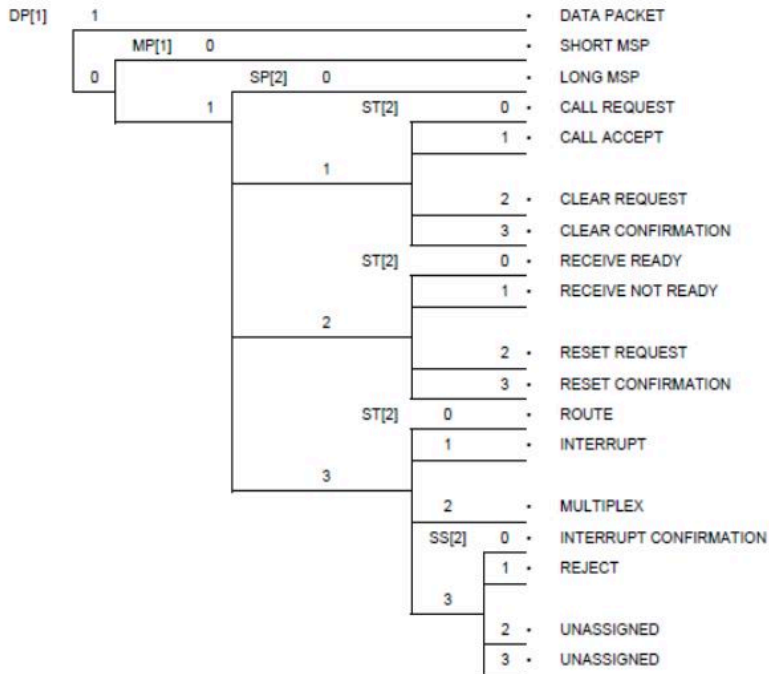 DP[1] 1 • DATA PACKET
MP[1] 0 • SHORT MSP
0 SP[2] 0 • LONG MSP
1 ST[2] 0 • CALL REQUEST
1 • CALL ACCEPT
1
2 • CLEAR REQUEST
3 • CLEAR CONFIRMATION
ST[2] 0 • RECEIVE READY
1 • RECEIVE NOT READY
2
2 • RESET REQUEST
3 • RESET CONFIRMATION
ST[2] 0 • ROUTE
1 • INTERRUPT
3
2 • MULTIPLEX
SS[2] 0 • INTERRUPT CONFIRMATION
1 • REJECT
3
2 • UNASSIGNED
3 • UNASSIGNED